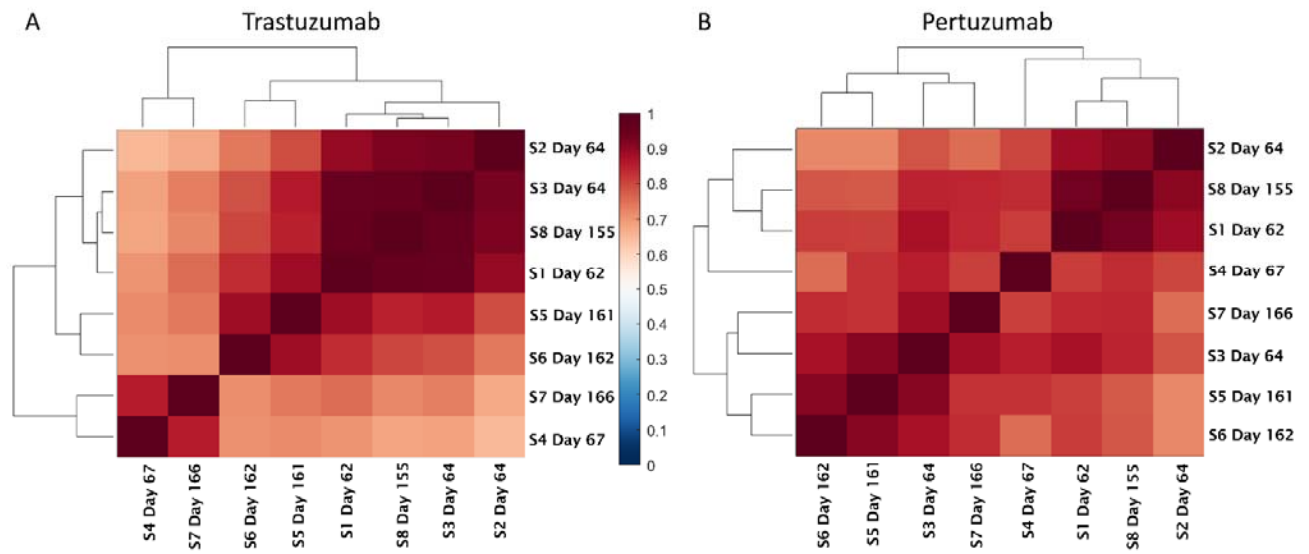 A
Trastuzumab
S2 Day 64
S3 Day 64
S8 Day 155
S1 Day 62
S5 Day 161
S6 Day 162
S7 Day 166
S4 Day 67
S4 Day 67
S7 Day 166
S6 Day 162
S5 Day 161
S1 Day 62
S8 Day 155
S3 Day 64
S2 Day 64
1
0.9
0.8
0.7
0.6
0.5
0.4
0.3
0.2
0.1
0
B
Pertuzumab
S2 Day 64
S8 Day 155
S1 Day 62
S4 Day 67
S7 Day 166
S3 Day 64
S5 Day 161
S6 Day 162
S6 Day 162
S5 Day 161
S3 Day 64
S7 Day 166
S4 Day 67
S1 Day 62
S8 Day 155
S2 Day 64